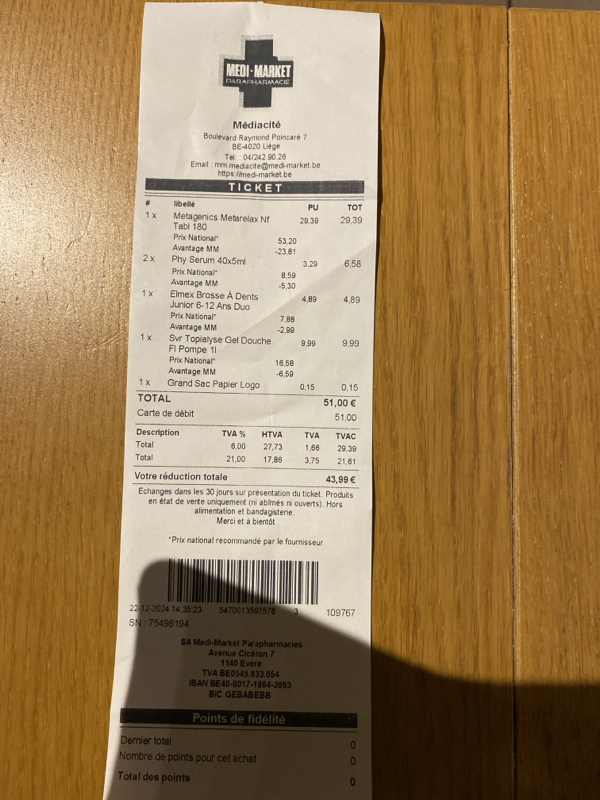 MEDI-MARKET
PARAPHARMACIE
Médiacité
Boulevard Raymond Poincaré 7
BE-4020 Liège
Tél. : 04/242.90.26
Email : mm.mediacite@medi-market.be
https://medi-market.be
TICKET
# libellé PU TOT
1 x Metagenics Metarelax Nf 29,39 29,39
Tabl 180
Prix National* 53,20
Avantage MM -23,81
2 x Phy Serum 40x5ml 3,29 6,58
Prix National* 8,59
Avantage MM -5,30
1 x Elmex Brosse À Dents 4,89 4,89
Junior 6-12 Ans Duo
Prix National* 7,88
Avantage MM -2,99
1 x Svr Topialyse Gel Douche 9,99 9,99
Fl Pompe 1l
Prix National* 16,58
Avantage MM -6,59
1 x Grand Sac Papier Logo 0,15 0,15
TOTAL 51,00 €
Carte de débit 51,00
Description TVA % HTVA TVA TVAC
Total 6,00 27,73 1,66 29,39
Total 21,00 17,86 3,75 21,61
Votre réduction totale 43,99 €
Echanges dans les 30 jours sur présentation du ticket. Produits
en état de vente uniquement (ni abîmés ni ouverts). Hors
alimentation et bandagisterie.
Merci et à bientôt
*Prix national recommandé par le fournisseur
22-12-2024 14:35:23 5470013597578 3 109767
SN : 75496194
SA Medi-Market Parapharmacies
Avenue Cicéron 7
1140 Evere
TVA BE0545.833.054
IBAN BE40-0017-1864-2663
BIC GEBABEBB
Points de fidélité
Dernier total 0
Nombre de points pour cet achat 0
Total des points 0